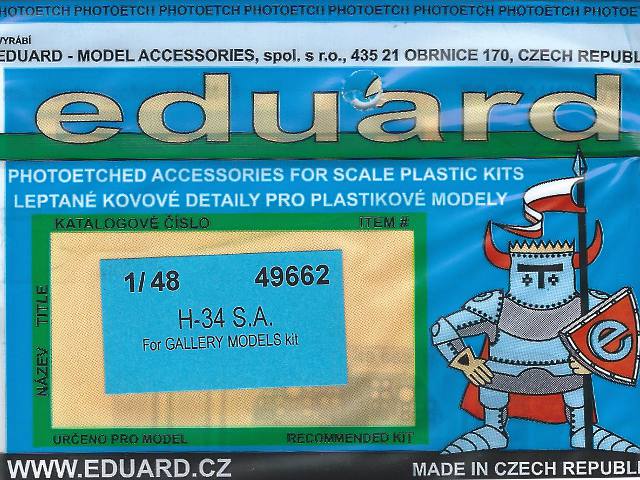 PHOTOETCH PHOTOETCH PHOTOETCH PHOTOETCH PHOTOETCH PHOTOETCH PHOTOETCH
VYRÁBÍ
EDUARD - MODEL ACCESSORIES, spol. s r.o., 435 21 OBRNICE 170, CZECH REPUBL
eduard
PHOTOETCHED ACCESSORIES FOR SCALE PLASTIC KITS
LEPTANÉ KOVOVÉ DETAILY PRO PLASTIKOVÉ MODELY
KATALOGOVÉ ČÍSLO ITEM #
NÁZEV TITLE
1/48 49662
H-34 S.A.
For GALLERY MODELS kit
e
URČENO PRO MODEL RECOMMENDED KIT
WWW.EDUARD.CZ MADE IN CZECH REPUBL